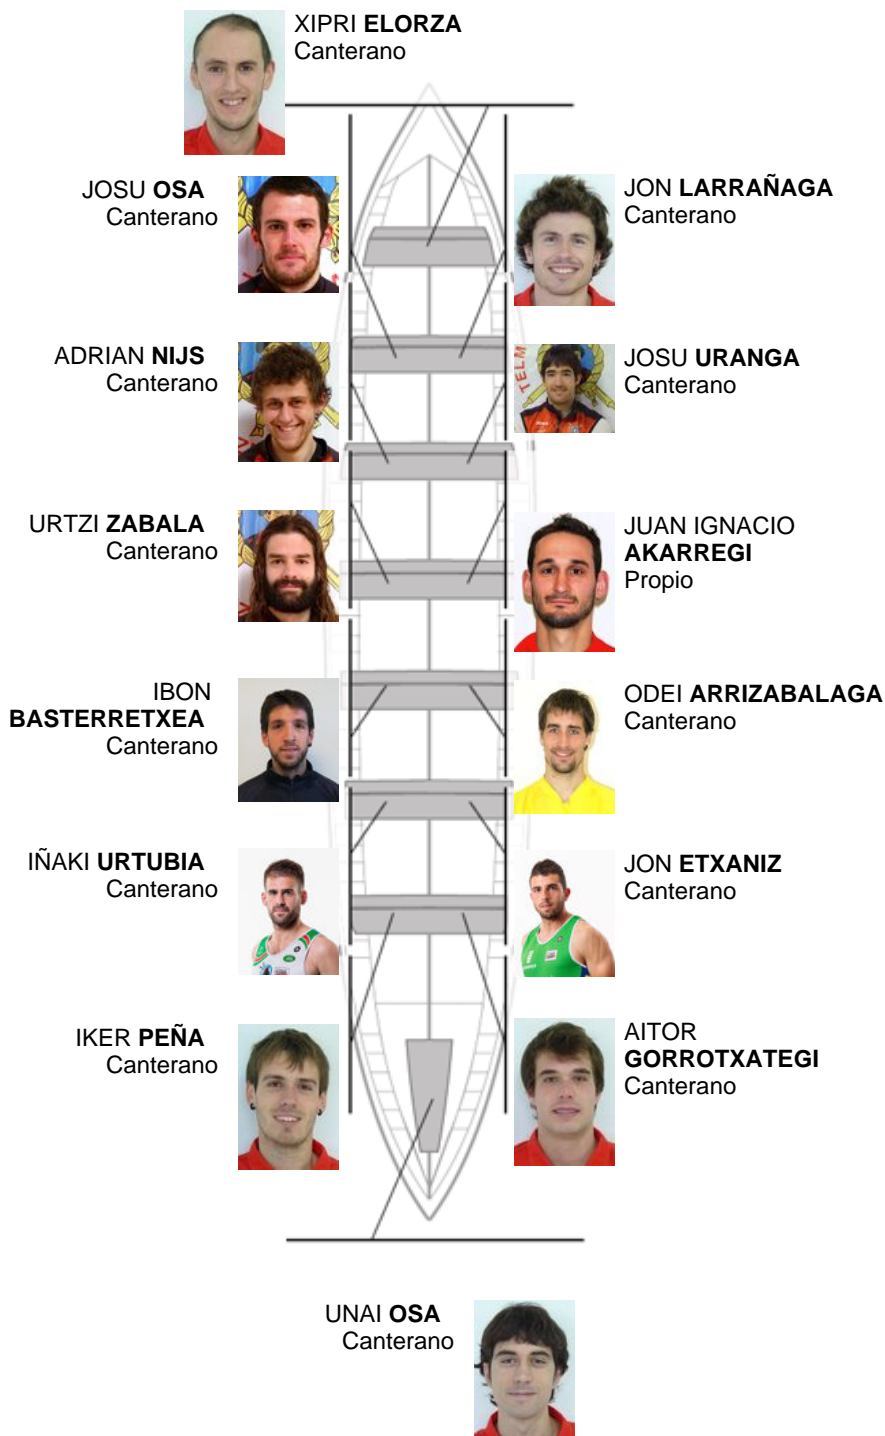 XIPRI ELORZA
Canterano
JOSU OSA
Canterano
JON LARRAÑAGA
Canterano
ADRIAN NIJS
Canterano
JOSU URANGA
Canterano
TELM
URTZI ZABALA
Canterano
JUAN IGNACIO
AKARREGI
Propio
IBON
BASTERRETXEA
Canterano
ODEI ARRIZABALAGA
Canterano
IÑAKI URTUBIA
Canterano
JON ETXANIZ
Canterano
IKER PEÑA
Canterano
AITOR
GORROTXATEGI
Canterano
UNAI OSA
Canterano